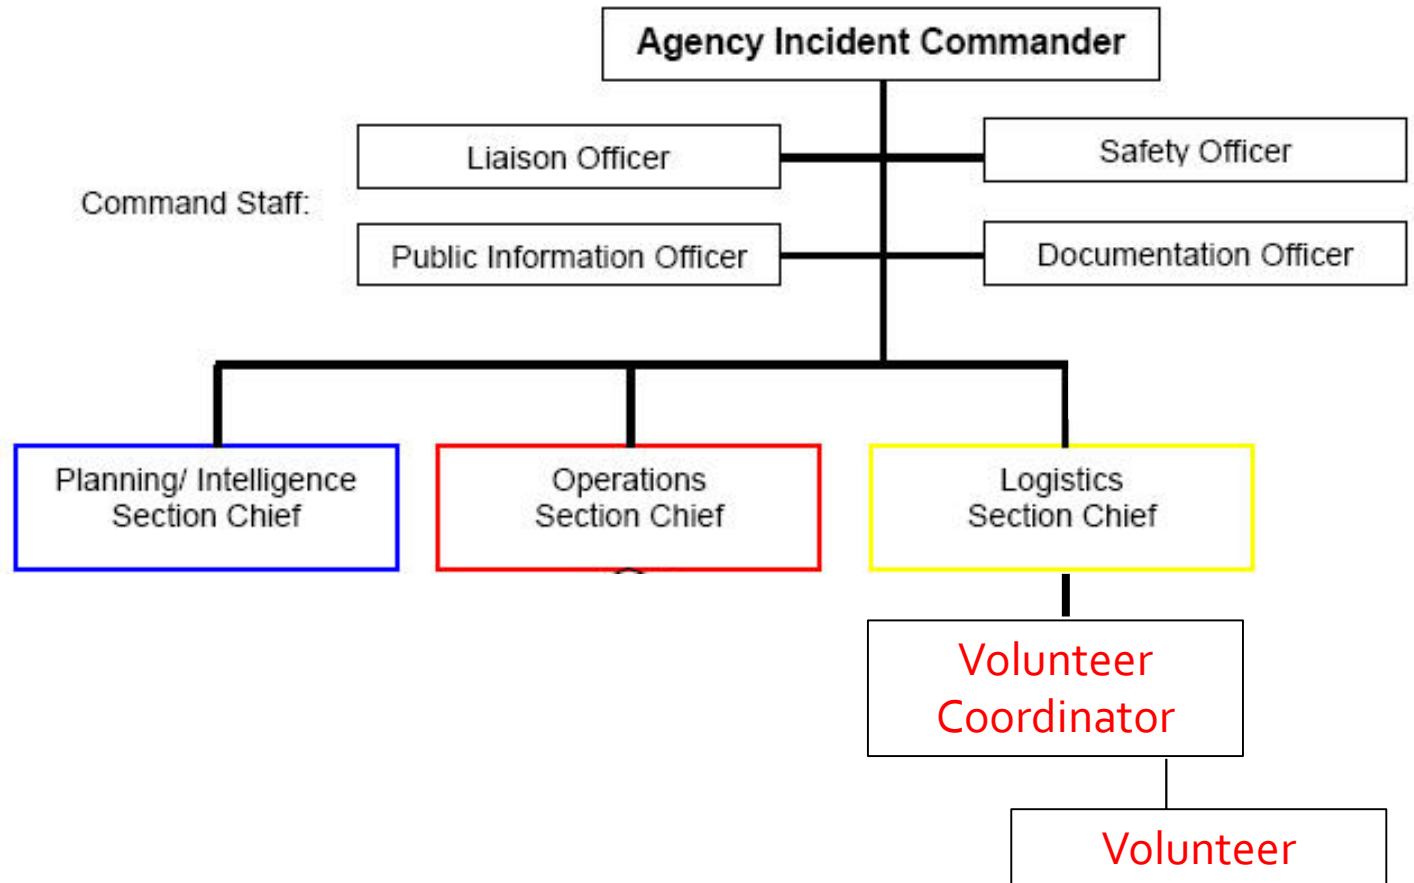 Agency Incident Commander
Liaison Officer
Safety Officer
Command Staff:
Public Information Officer
Documentation Officer
Planning/ Intelligence
Section Chief
Operations
Section Chief
Logistics
Section Chief
Volunteer
Coordinator
Volunteer